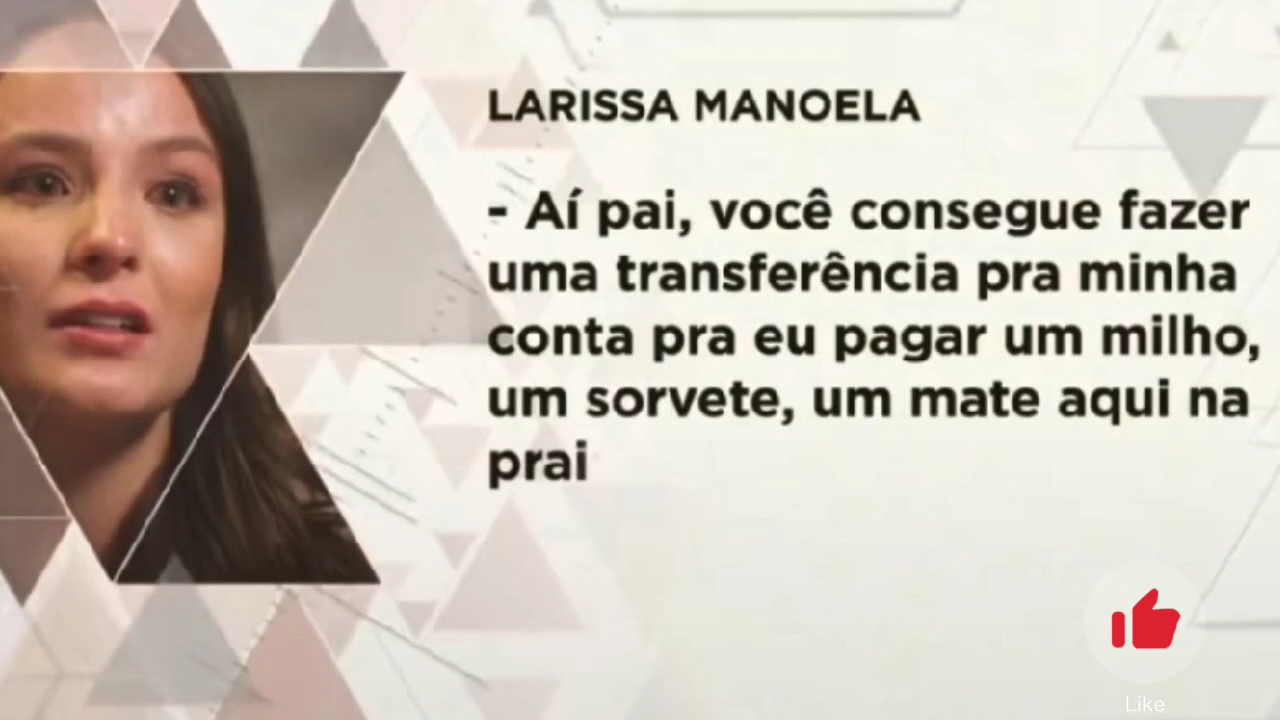 LARISSA MANOELA
- Aí pai, você consegue fazer
uma transferência pra minha
conta pra eu pagar um milho,
um sorvete, um mate aqui na
prai
Like